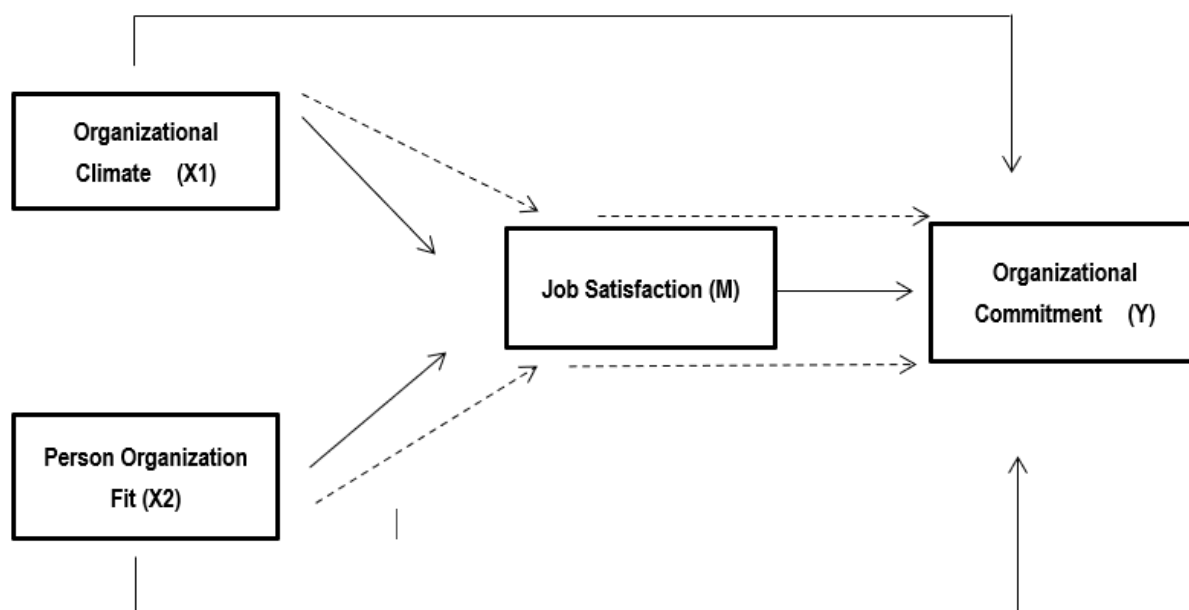 Organizational
Climate (X1)
Job Satisfaction (M)
Organizational
Commitment (Y)
Person Organization
Fit (X2)